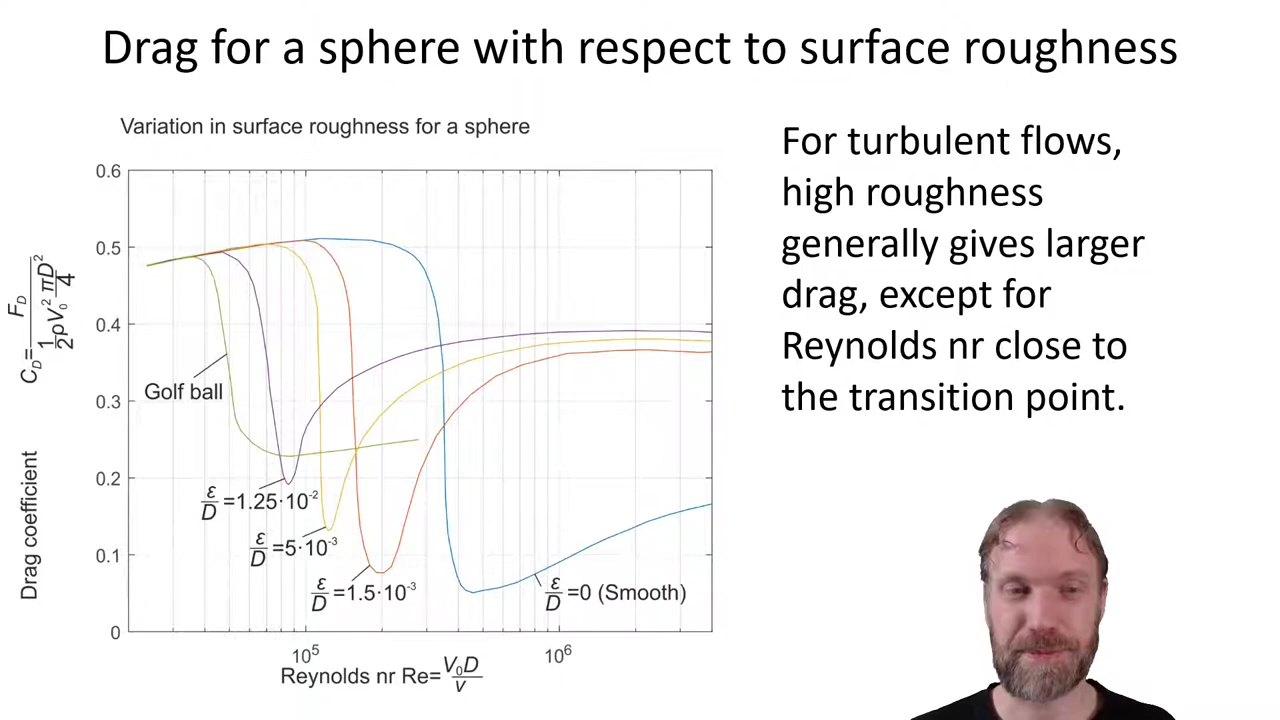 Drag for a sphere with respect to surface roughness
Variation in surface roughness for a sphere
For turbulent flows,
high roughness
generally gives larger
drag, except for
Reynolds nr close to
the transition point.
0.6
0.5
0.4
0.3
0.2
0.1
0
Drag coefficient
C_D = F_D / (1/2 ρV₀² πD²/4)
Golf ball
ε/D =1.25·10⁻²
ε/D =5·10⁻³
ε/D =1.5·10⁻³
ε/D =0 (Smooth)
10⁵
10⁶
Reynolds nr Re= V₀D/ν